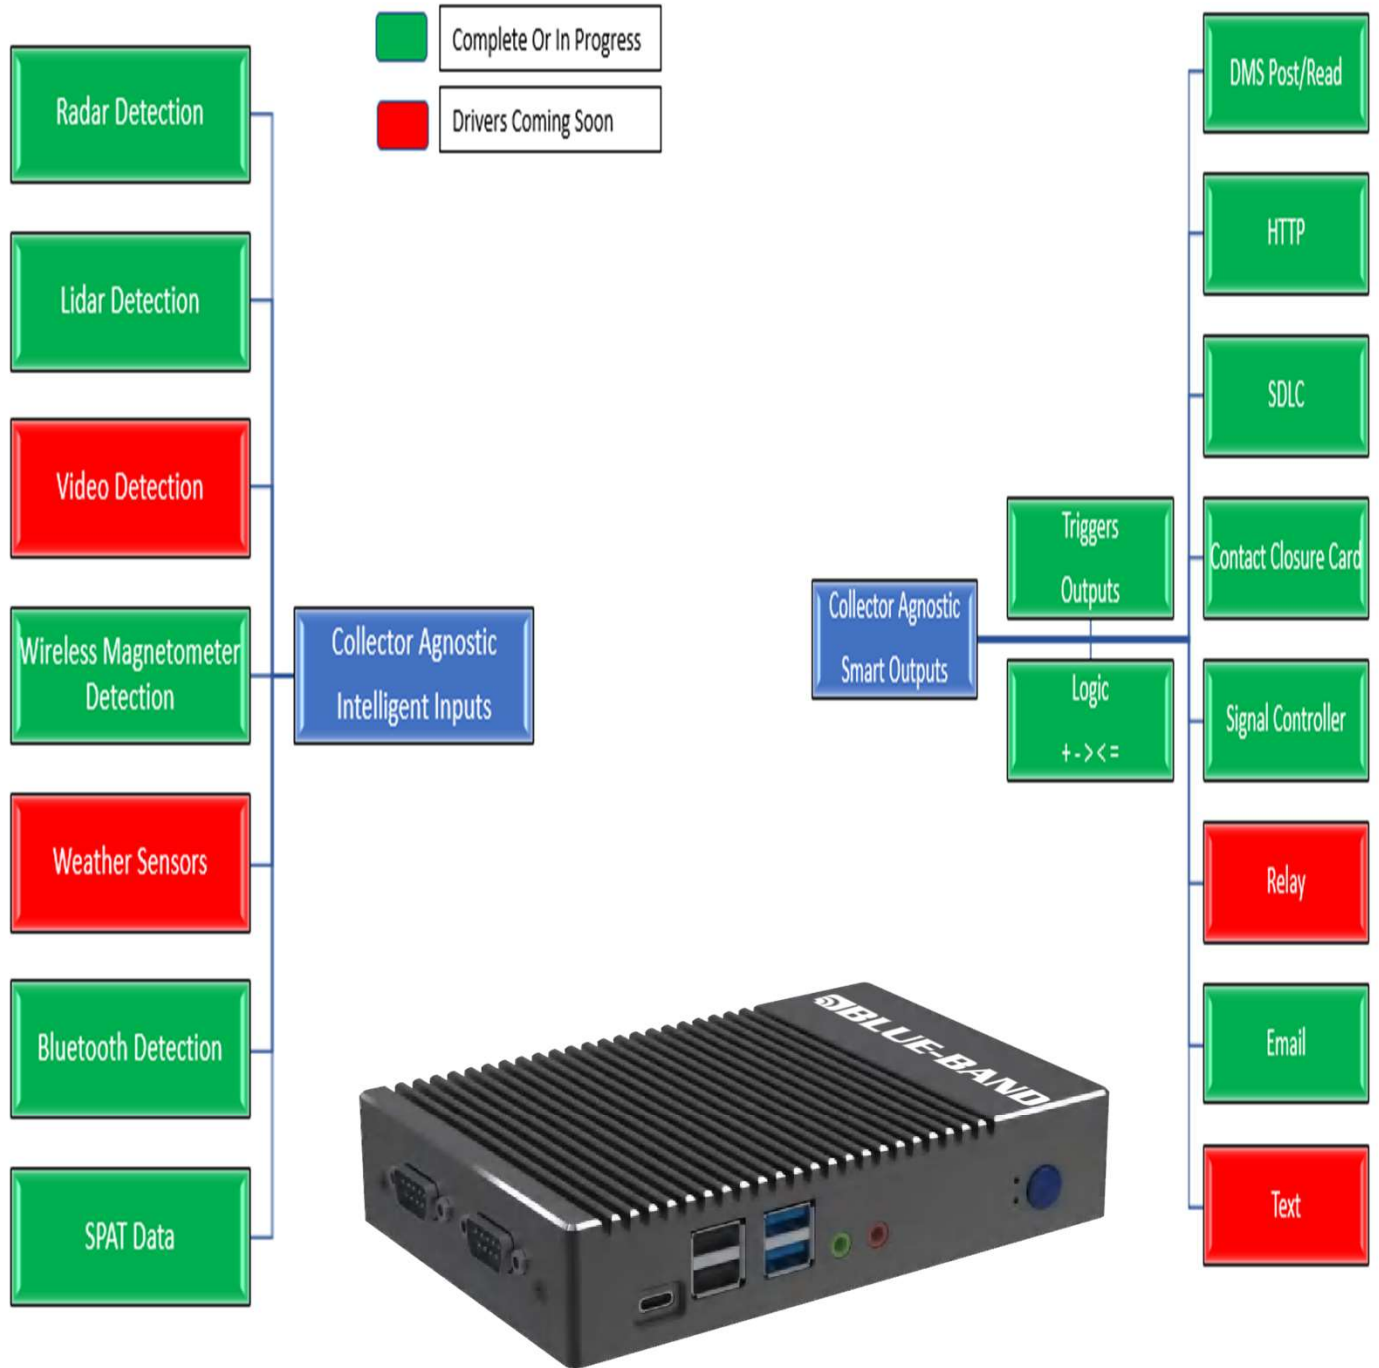 Complete Or In Progress
Drivers Coming Soon
Radar Detection
Lidar Detection
Video Detection
Wireless Magnetometer
Detection
Weather Sensors
Bluetooth Detection
SPAT Data
Collector Agnostic
Intelligent Inputs
Collector Agnostic
Smart Outputs
Triggers
Outputs
Logic
+ - > < =
DMS Post/Read
HTTP
SDLC
Contact Closure Card
Signal Controller
Relay
Email
Text
BLUE-BAND